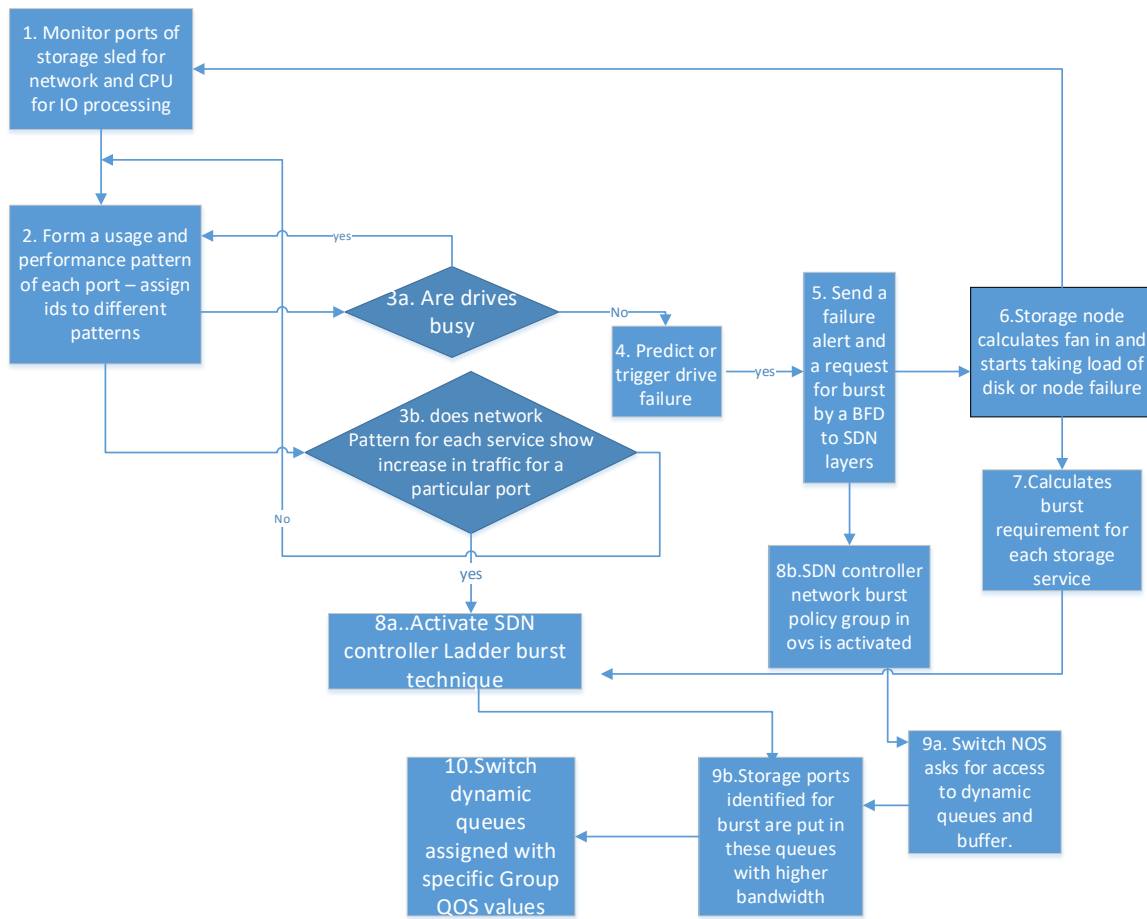 1. Monitor ports of
storage sled for
network and CPU
for IO processing
2. Form a usage and
performance pattern
of each port – assign
ids to different
patterns
yes
3a. Are drives
busy
No
4. Predict or
trigger drive
failure
yes
5. Send a
failure
alert and
a request
for burst
by a BFD
to SDN
layers
6.Storage node
calculates fan in and
starts taking load of
disk or node failure
3b. does network
Pattern for each service show
increase in traffic for a
particular port
No
yes
7.Calculates
burst
requirement for
each storage
service
8a..Activate SDN
controller Ladder burst
technique
8b.SDN controller
network burst
policy group in
ovs is activated
9a. Switch NOS
asks for access
to dynamic
queues and
buffer.
9b.Storage ports
identified for
burst are put in
these queues
with higher
bandwidth
10.Switch
dynamic
queues
assigned with
specific Group
QOS values